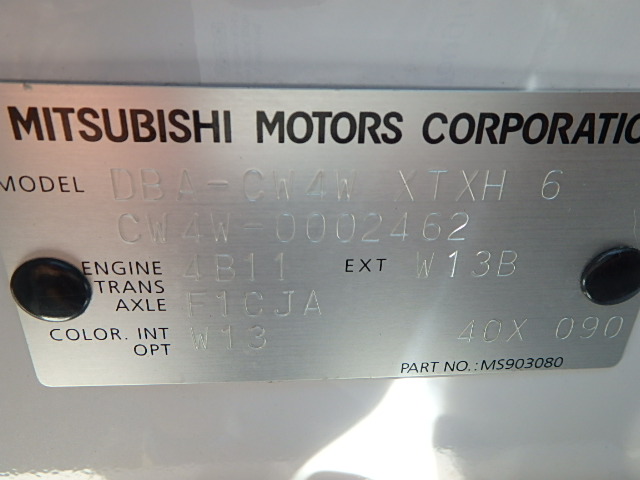 MITSUBISHI MOTORS CORPORATIO
MODEL DBA-CW4W XTXH 6
CW4W-0002462
ENGINE 4B11 EXT W13B
TRANS
AXLE F1CJA
COLOR. INT W13 40X 090
OPT
PART NO.: MS903080